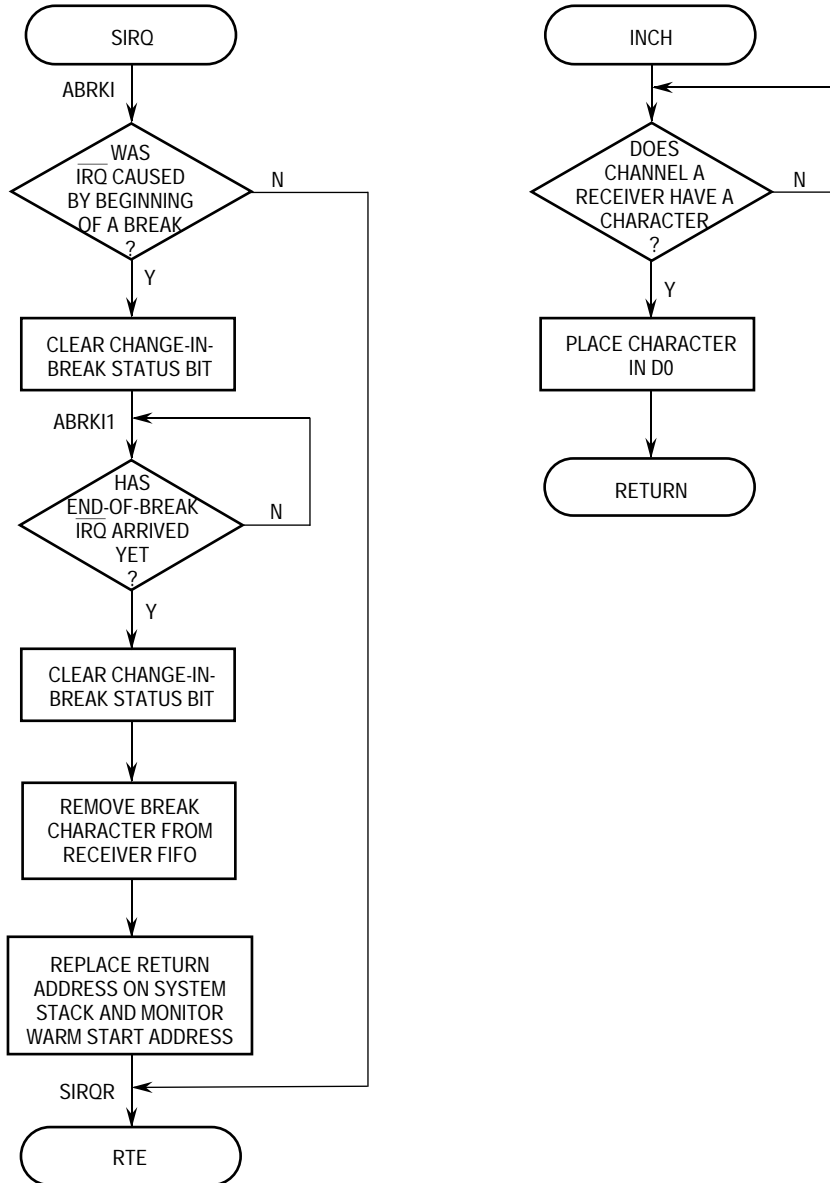 SIRQ
ABRKI
WAS
IRQ CAUSED
BY BEGINNING
OF A BREAK
?
N
Y
CLEAR CHANGE-IN-
BREAK STATUS BIT
ABRKI1
HAS
END-OF-BREAK
IRQ ARRIVED
YET
?
N
Y
CLEAR CHANGE-IN-
BREAK STATUS BIT
REMOVE BREAK
CHARACTER FROM
RECEIVER FIFO
REPLACE RETURN
ADDRESS ON SYSTEM
STACK AND MONITOR
WARM START ADDRESS
SIRQR
RTE
INCH
DOES
CHANNEL A
RECEIVER HAVE A
CHARACTER
?
N
Y
PLACE CHARACTER
IN D0
RETURN